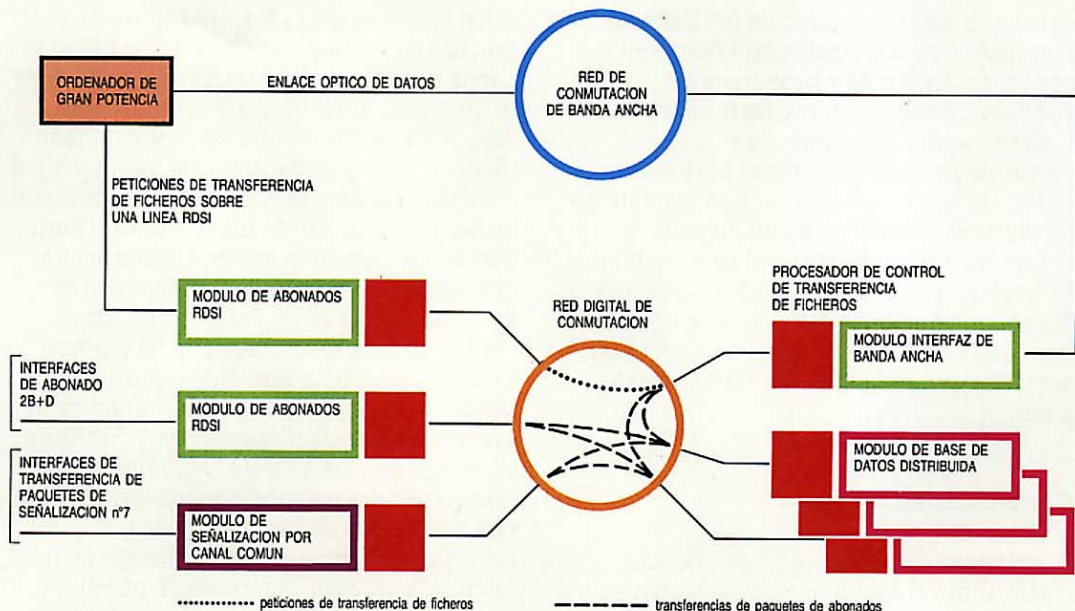 ORDENADOR DE
GRAN POTENCIA
ENLACE OPTICO DE DATOS
RED DE
CONMUTACION
DE BANDA ANCHA
PETICIONES DE TRANSFERENCIA
DE FICHEROS SOBRE
UNA LINEA RDSI
MODULO DE ABONADOS
RDSI
RED DIGITAL DE
CONMUTACION
PROCESADOR DE CONTROL
DE TRANSFERENCIA
DE FICHEROS
MODULO INTERFAZ DE
BANDA ANCHA
INTERFACES
DE ABONADO
2B+D
MODULO DE ABONADOS
RDSI
MODULO DE BASE DE
DATOS DISTRIBUIDA
INTERFACES DE
TRANSFERENCIA DE
PAQUETES DE
SEÑALIZACION nº7
MODULO DE
SEÑALIZACION POR
CANAL COMUN
peticiones de transferencia de ficheros
transferencias de paquetes de abonados